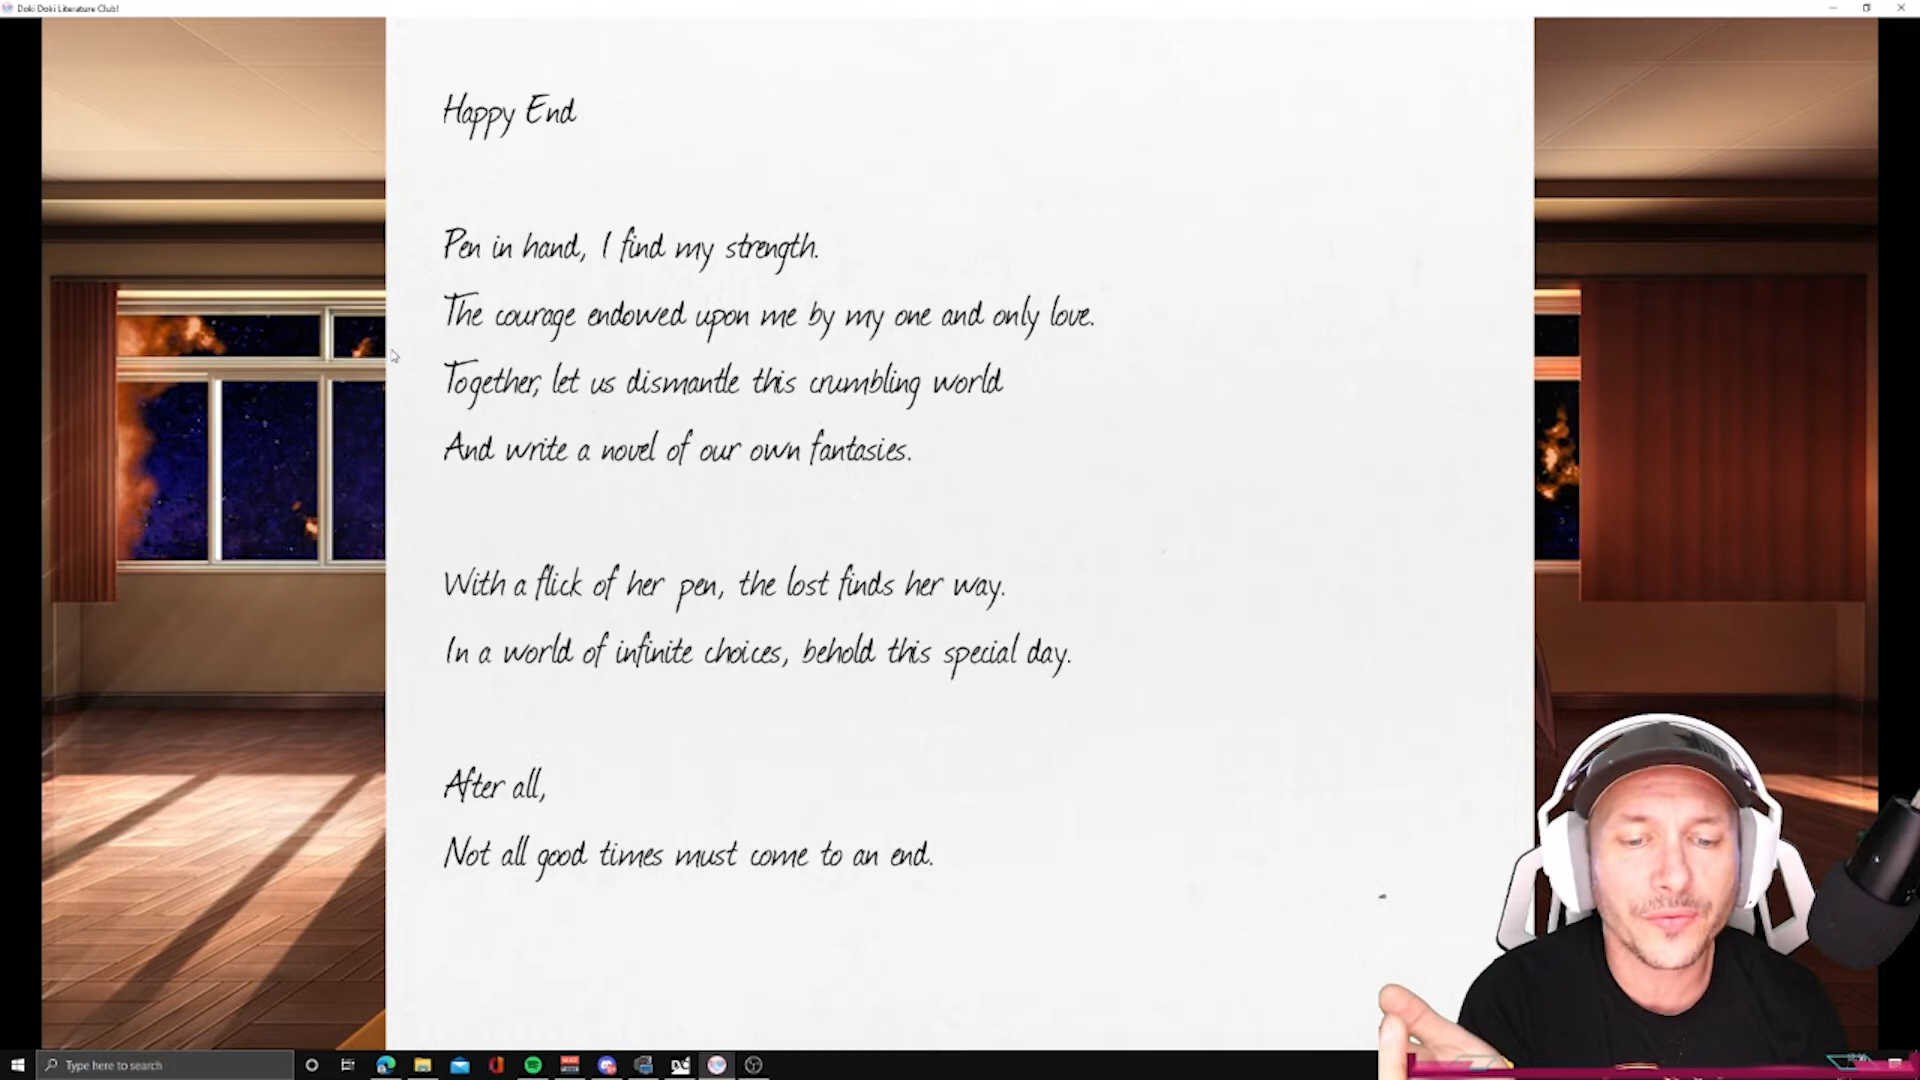 Doki Doki Literature Club!
Happy End
Pen in hand, I find my strength.
The courage endowed upon me by my one and only love.
Together, let us dismantle this crumbling world
And write a novel of our own fantasies.
With a flick of her pen, the lost finds her way.
In a world of infinite choices, behold this special day.
After all,
Not all good times must come to an end.
Type here to search